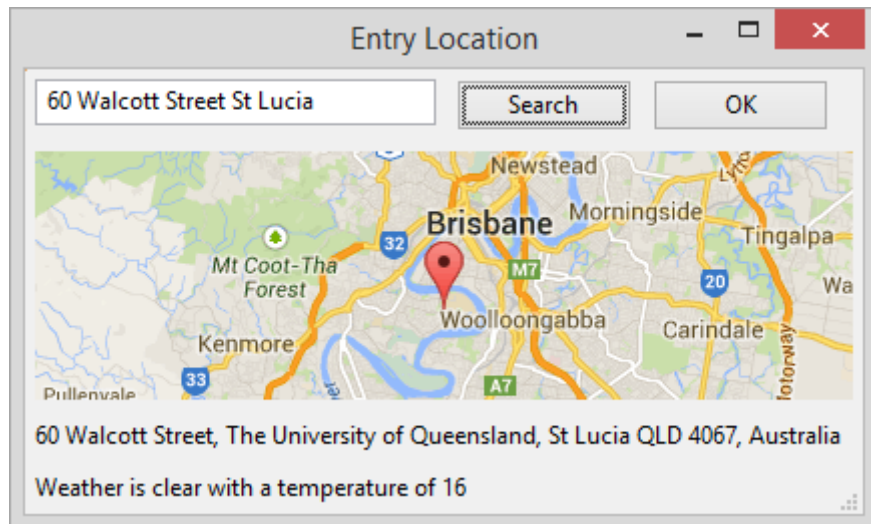 Entry Location
60 Walcott Street St Lucia
Search
OK
Newstead
Brisbane
Morningside
Tingalpa
32
Mt Coot-Tha
Forest
M7
20
Wa
Woolloongabba
Carindale
Kenmore
33
A7
Pullenvale
otorway
60 Walcott Street, The University of Queensland, St Lucia QLD 4067, Australia
Weather is clear with a temperature of 16